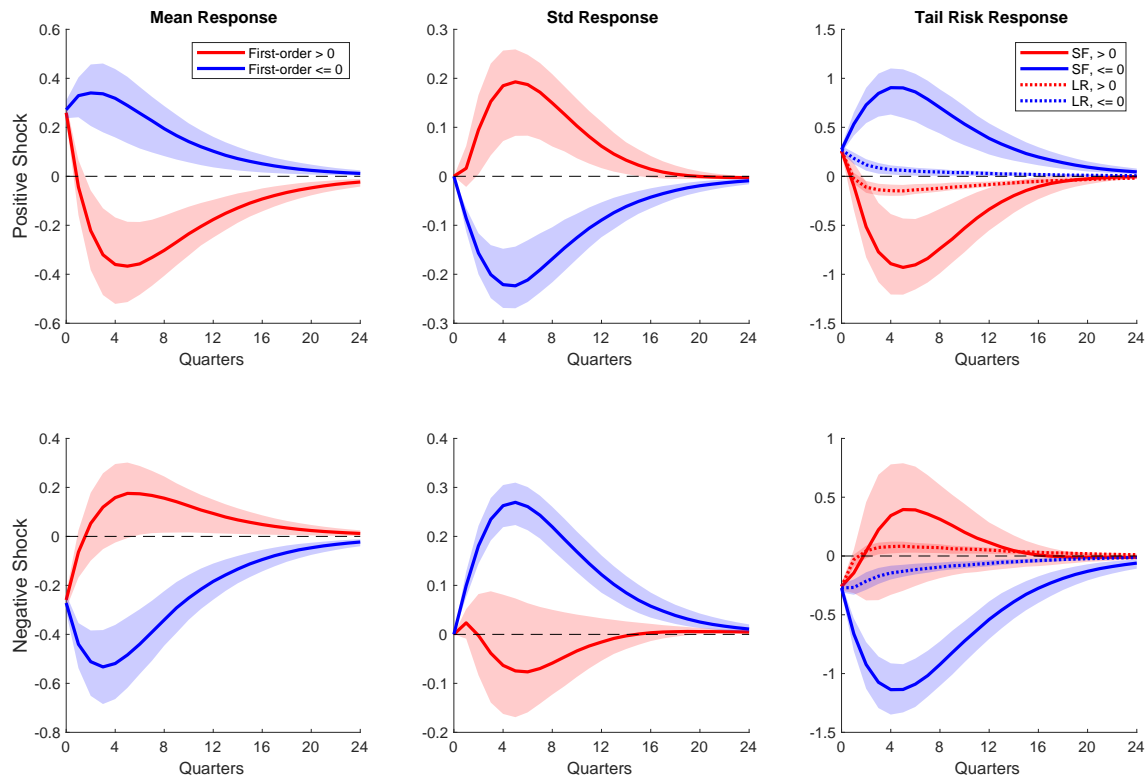 Mean Response
Std Response
Tail Risk Response
Positive Shock
0.6
0.4
0.2
0
-0.2
-0.4
-0.6
First-order > 0
First-order <= 0
0 4 8 12 16 20 24
Quarters
0.3
0.2
0.1
0
-0.1
-0.2
-0.3
0 4 8 12 16 20 24
Quarters
1.5
1
0.5
0
-0.5
-1
-1.5
SF, > 0
SF, <= 0
LR, > 0
LR, <= 0
0 4 8 12 16 20 24
Quarters
Negative Shock
0.4
0.2
0
-0.2
-0.4
-0.6
-0.8
0 4 8 12 16 20 24
Quarters
0.4
0.3
0.2
0.1
0
-0.1
-0.2
0 4 8 12 16 20 24
Quarters
1
0.5
0
-0.5
-1
-1.5
0 4 8 12 16 20 24
Quarters